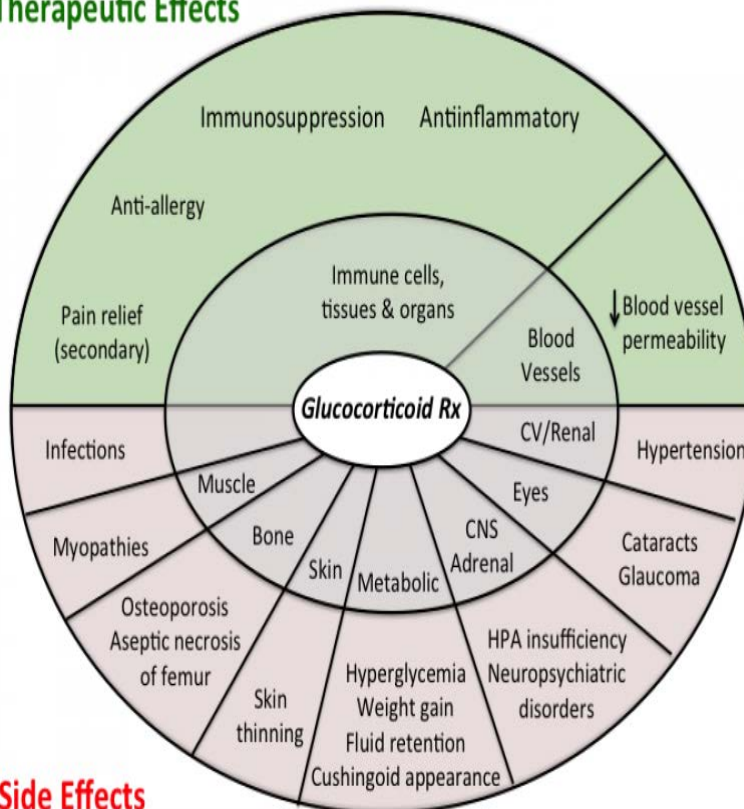 Therapeutic Effects
Immunosuppression
Antiinflammatory
Anti-allergy
Pain relief
(secondary)
Immune cells,
tissues & organs
Blood
Vessels
↓Blood vessel
permeability
Glucocorticoid Rx
Infections
CV/Renal
Hypertension
Muscle
Myopathies
Eyes
Cataracts
Glaucoma
Bone
Osteoporosis
Aseptic necrosis
of femur
CNS
Adrenal
HPA insufficiency
Neuropsychiatric
disorders
Skin
Skin
thinning
Metabolic
Hyperglycemia
Weight gain
Fluid retention
Cushingoid appearance
Side Effects